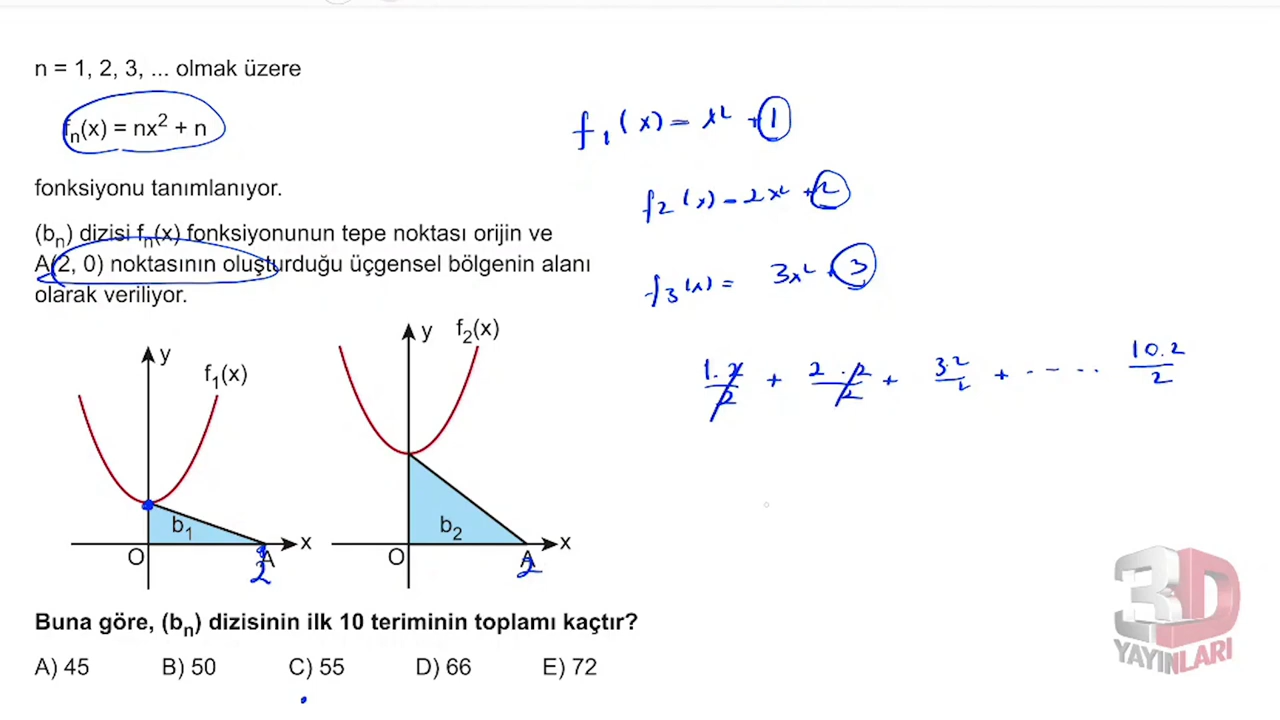 n = 1, 2, 3, ... olmak üzere
fₙ(x) = nx² + n
fonksiyonu tanımlanıyor.
(bₙ) dizisi fₙ(x) fonksiyonunun tepe noktası orijin ve
A(2, 0) noktasının oluşturduğu üçgensel bölgenin alanı
olarak veriliyor.
y f₁(x)
b₁
O A x
2
y f₂(x)
b₂
O A x
2
Buna göre, (bₙ) dizisinin ilk 10 teriminin toplamı kaçtır?
A) 45 B) 50 C) 55 D) 66 E) 72
f₁(x) = x² + 1
f₂(x) = 2x² + 2
f₃(x) = 3x² + 3
1.2/2 + 2.2/2 + 3.2/2 + ..... 10.2/2
3D
YAYINLARI